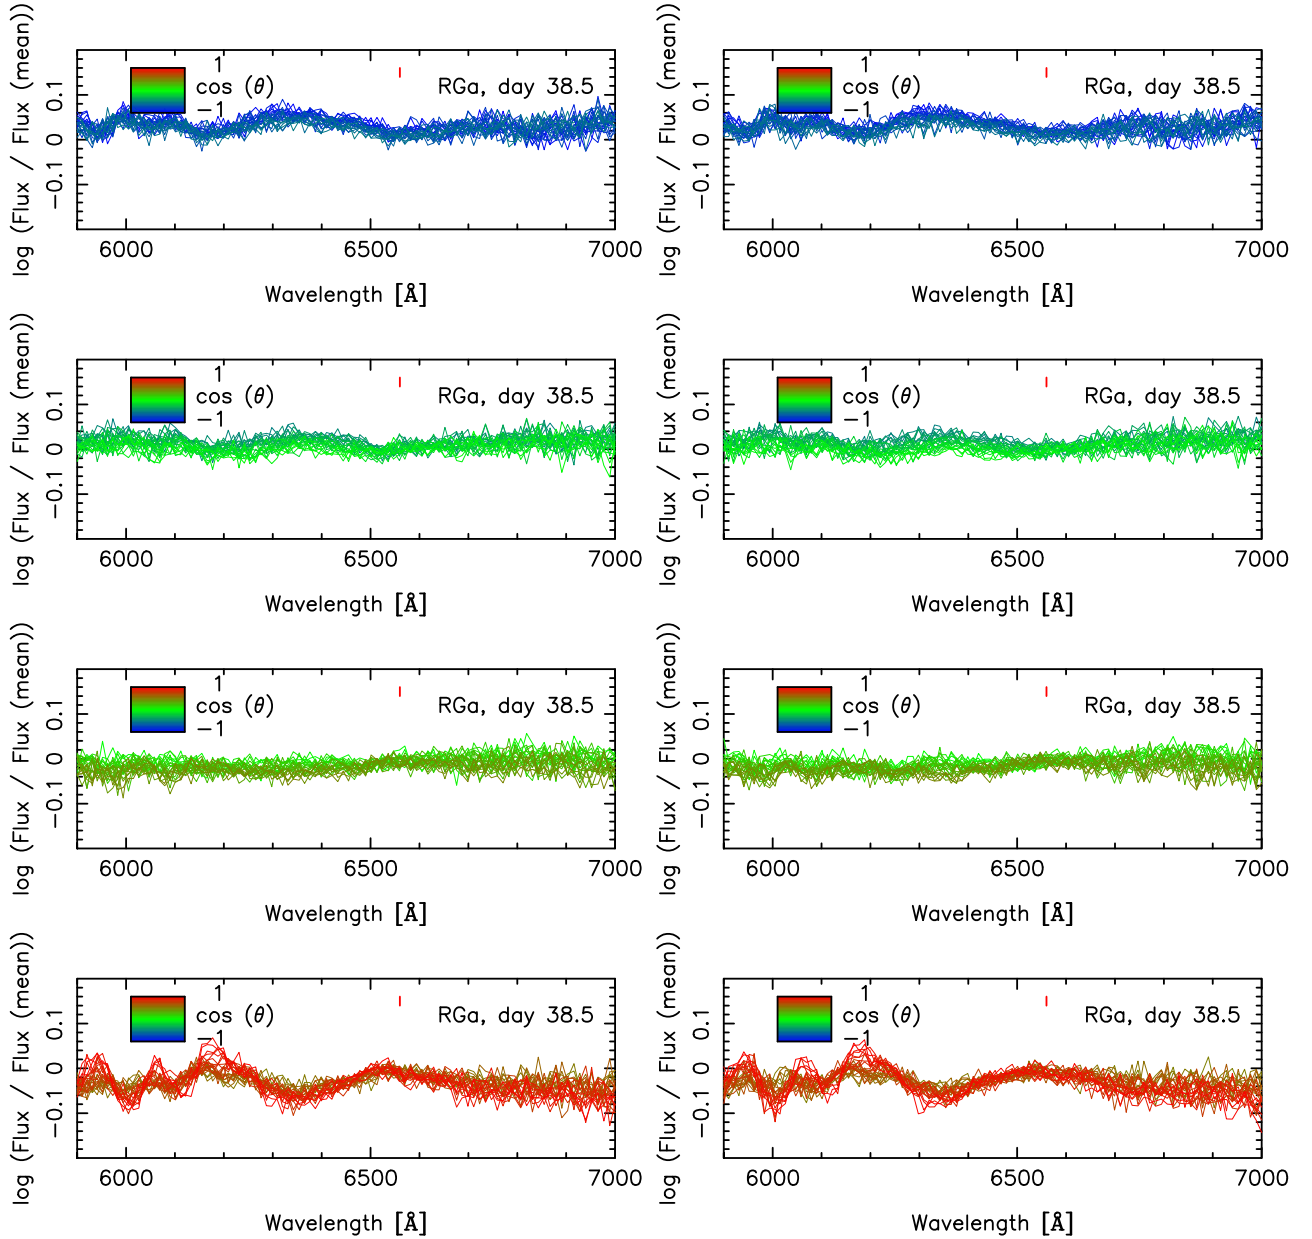 log (Flux / Flux (mean))
0.1
0
−0.1
1
cos (θ)
−1
RGa, day 38.5
6000
6500
7000
Wavelength [Å]
log (Flux / Flux (mean))
0.1
0
−0.1
1
cos (θ)
−1
RGa, day 38.5
6000
6500
7000
Wavelength [Å]
log (Flux / Flux (mean))
0.1
0
−0.1
1
cos (θ)
−1
RGa, day 38.5
6000
6500
7000
Wavelength [Å]
log (Flux / Flux (mean))
0.1
0
−0.1
1
cos (θ)
−1
RGa, day 38.5
6000
6500
7000
Wavelength [Å]
log (Flux / Flux (mean))
0.1
0
−0.1
1
cos (θ)
−1
RGa, day 38.5
6000
6500
7000
Wavelength [Å]
log (Flux / Flux (mean))
0.1
0
−0.1
1
cos (θ)
−1
RGa, day 38.5
6000
6500
7000
Wavelength [Å]
log (Flux / Flux (mean))
0.1
0
−0.1
1
cos (θ)
−1
RGa, day 38.5
6000
6500
7000
Wavelength [Å]
log (Flux / Flux (mean))
0.1
0
−0.1
1
cos (θ)
−1
RGa, day 38.5
6000
6500
7000
Wavelength [Å]